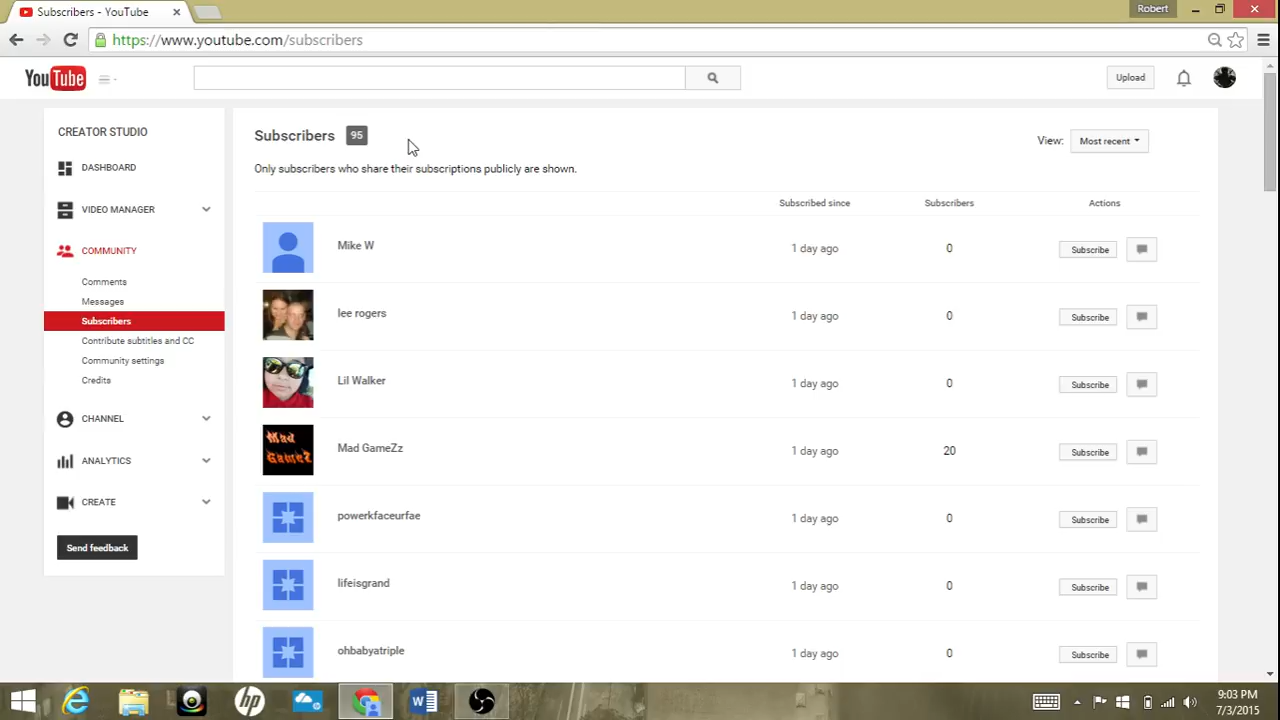 Subscribers - YouTube
Robert
https://www.youtube.com/subscribers
YouTube
Upload
CREATOR STUDIO
DASHBOARD
VIDEO MANAGER
COMMUNITY
Comments
Messages
Subscribers
Contribute subtitles and CC
Community settings
Credits
CHANNEL
ANALYTICS
CREATE
Send feedback
Subscribers 95
View: Most recent
Only subscribers who share their subscriptions publicly are shown.
Subscribed since Subscribers Actions
Mike W 1 day ago 0 Subscribe
lee rogers 1 day ago 0 Subscribe
Lil Walker 1 day ago 0 Subscribe
Mad GameZ
Mad GameZz 1 day ago 20 Subscribe
powerkfaceurfae 1 day ago 0 Subscribe
lifeisgrand 1 day ago 0 Subscribe
ohbabyatriple 1 day ago 0 Subscribe
hp
9:03 PM
7/3/2015